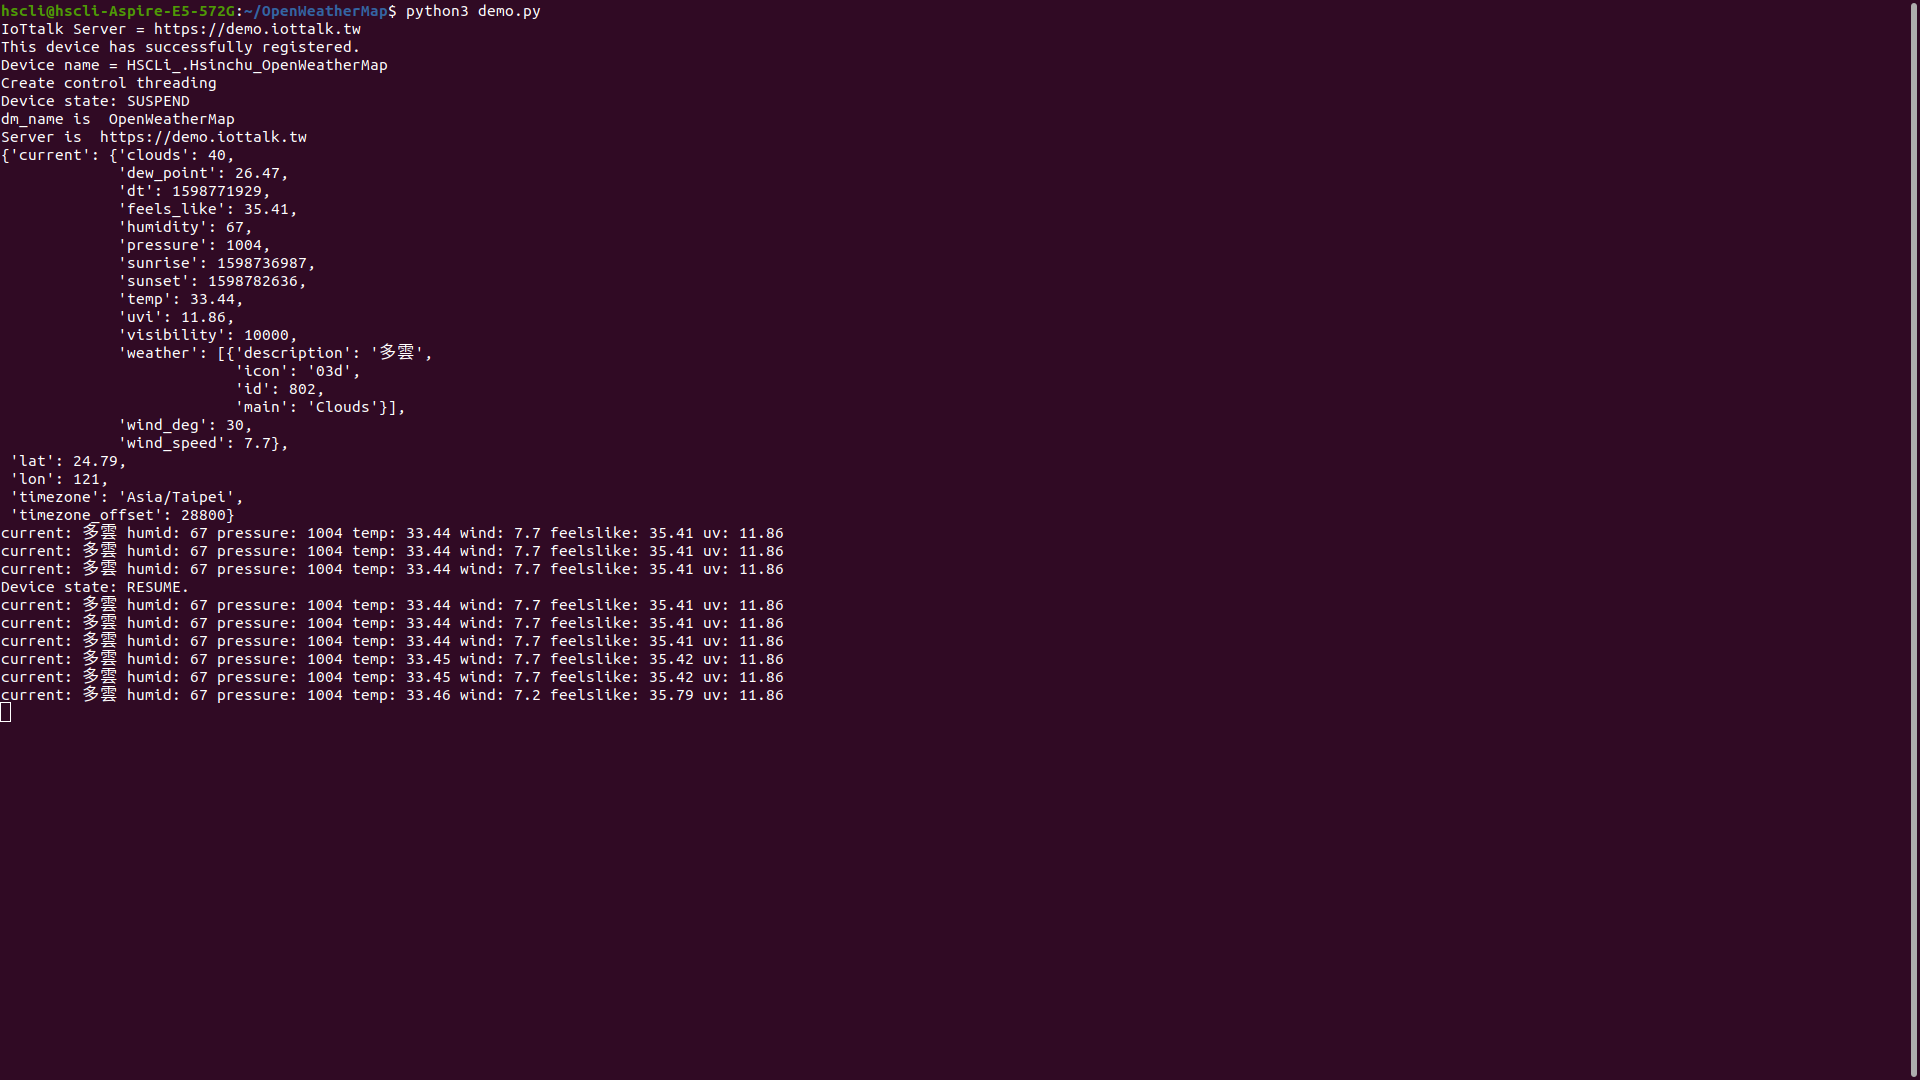 hscli@hscli-Aspire-E5-572G:~/OpenWeatherMap$ python3 demo.py
IoTtalk Server = https://demo.iottalk.tw
This device has successfully registered.
Device name = HSCLi_.Hsinchu_OpenWeatherMap
Create control threading
Device state: SUSPEND
dm_name is  OpenWeatherMap
Server is  https://demo.iottalk.tw
{'current': {'clouds': 40,
             'dew_point': 26.47,
             'dt': 1598771929,
             'feels_like': 35.41,
             'humidity': 67,
             'pressure': 1004,
             'sunrise': 1598736987,
             'sunset': 1598782636,
             'temp': 33.44,
             'uvi': 11.86,
             'visibility': 10000,
             'weather': [{'description': '多雲',
                          'icon': '03d',
                          'id': 802,
                          'main': 'Clouds'}],
             'wind_deg': 30,
             'wind_speed': 7.7},
 'lat': 24.79,
 'lon': 121,
 'timezone': 'Asia/Taipei',
 'timezone_offset': 28800}
current: 多雲 humid: 67 pressure: 1004 temp: 33.44 wind: 7.7 feelslike: 35.41 uv: 11.86
current: 多雲 humid: 67 pressure: 1004 temp: 33.44 wind: 7.7 feelslike: 35.41 uv: 11.86
current: 多雲 humid: 67 pressure: 1004 temp: 33.44 wind: 7.7 feelslike: 35.41 uv: 11.86
Device state: RESUME.
current: 多雲 humid: 67 pressure: 1004 temp: 33.44 wind: 7.7 feelslike: 35.41 uv: 11.86
current: 多雲 humid: 67 pressure: 1004 temp: 33.44 wind: 7.7 feelslike: 35.41 uv: 11.86
current: 多雲 humid: 67 pressure: 1004 temp: 33.44 wind: 7.7 feelslike: 35.41 uv: 11.86
current: 多雲 humid: 67 pressure: 1004 temp: 33.45 wind: 7.7 feelslike: 35.42 uv: 11.86
current: 多雲 humid: 67 pressure: 1004 temp: 33.45 wind: 7.7 feelslike: 35.42 uv: 11.86
current: 多雲 humid: 67 pressure: 1004 temp: 33.46 wind: 7.2 feelslike: 35.79 uv: 11.86